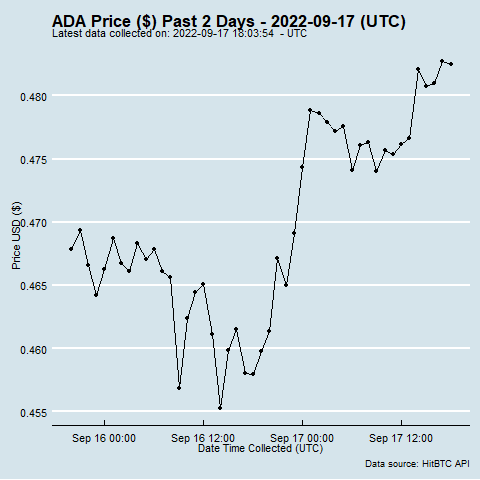 ADA Price ($) Past 2 Days - 2022-09-17 (UTC)
Latest data collected on: 2022-09-17 18:03:54 - UTC
0.480
0.475
0.470
0.465
0.460
0.455
Price USD ($)
Sep 16 00:00
Sep 16 12:00
Sep 17 00:00
Sep 17 12:00
Date Time Collected (UTC)
Data source: HitBTC API